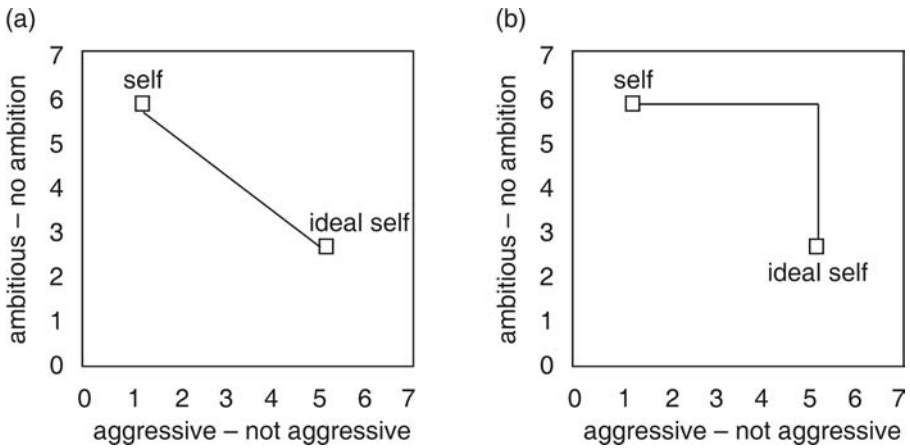 (a)
7
6
5
4
3
2
1
0
ambitious – no ambition
self
ideal self
0 1 2 3 4 5 6 7
aggressive – not aggressive
(b)
7
6
5
4
3
2
1
0
ambitious – no ambition
self
ideal self
0 1 2 3 4 5 6 7
aggressive – not aggressive